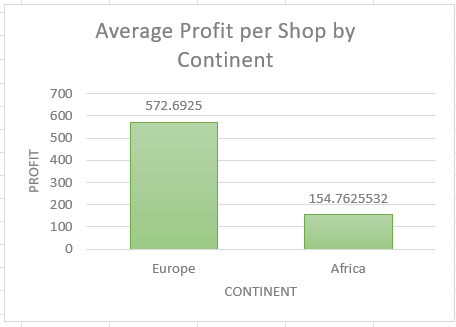 Average Profit per Shop by
Continent
700
600
500
400
300
200
100
0
PROFIT
572.6925
154.7625532
Europe
Africa
CONTINENT